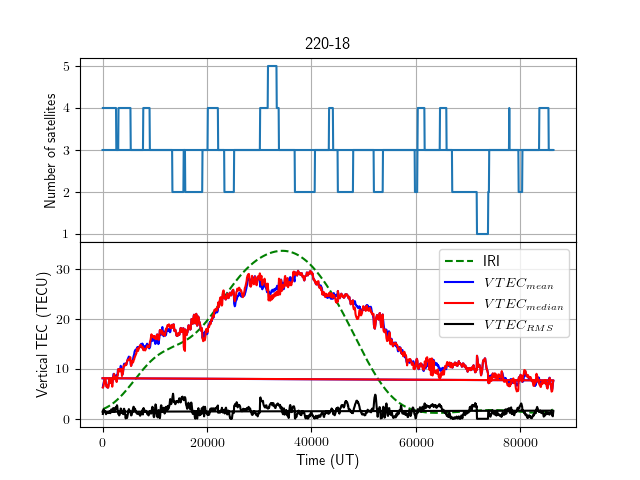 220-18
Number of satellites
5
4
3
2
1
Vertical TEC (TECU)
30
20
10
0
IRI
VTEC_mean
VTEC_median
VTEC_RMS
0 20000 40000 60000 80000
Time (UT)